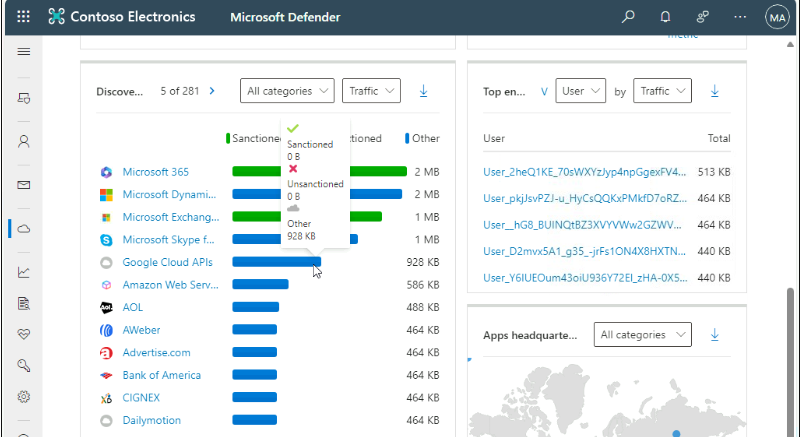 Contoso Electronics
Microsoft Defender
MA
metric
Discove...
5 of 281
All categories
Traffic
Sanctioned
Other
Sanctioned
0 B
Unsanctioned
0 B
Other
928 KB
Microsoft 365
2 MB
Microsoft Dynami...
2 MB
Microsoft Exchang...
1 MB
Microsoft Skype f...
1 MB
Google Cloud APIs
928 KB
Amazon Web Serv...
586 KB
Aol.
AOL
488 KB
AWeber
464 KB
Advertise.com
464 KB
Bank of America
464 KB
CIGNEX
464 KB
Dailymotion
464 KB
Top en...
V
User
by
Traffic
User
Total
User_2heQ1KE_70sWXYzJyp4npGgexFV4...
513 KB
User_pkjJsvPZJ-u_HyCsQQKxPMkfD7oRZ...
464 KB
User__hG8_BUINQtBZ3XVYVWw2GZWV...
464 KB
User_D2mvx5A1_g35_-jrFs1ON4X8HXTN...
440 KB
User_Y6IUEOum43oiU936Y72EI_zHA-0X5...
440 KB
Apps headquarte...
All categories